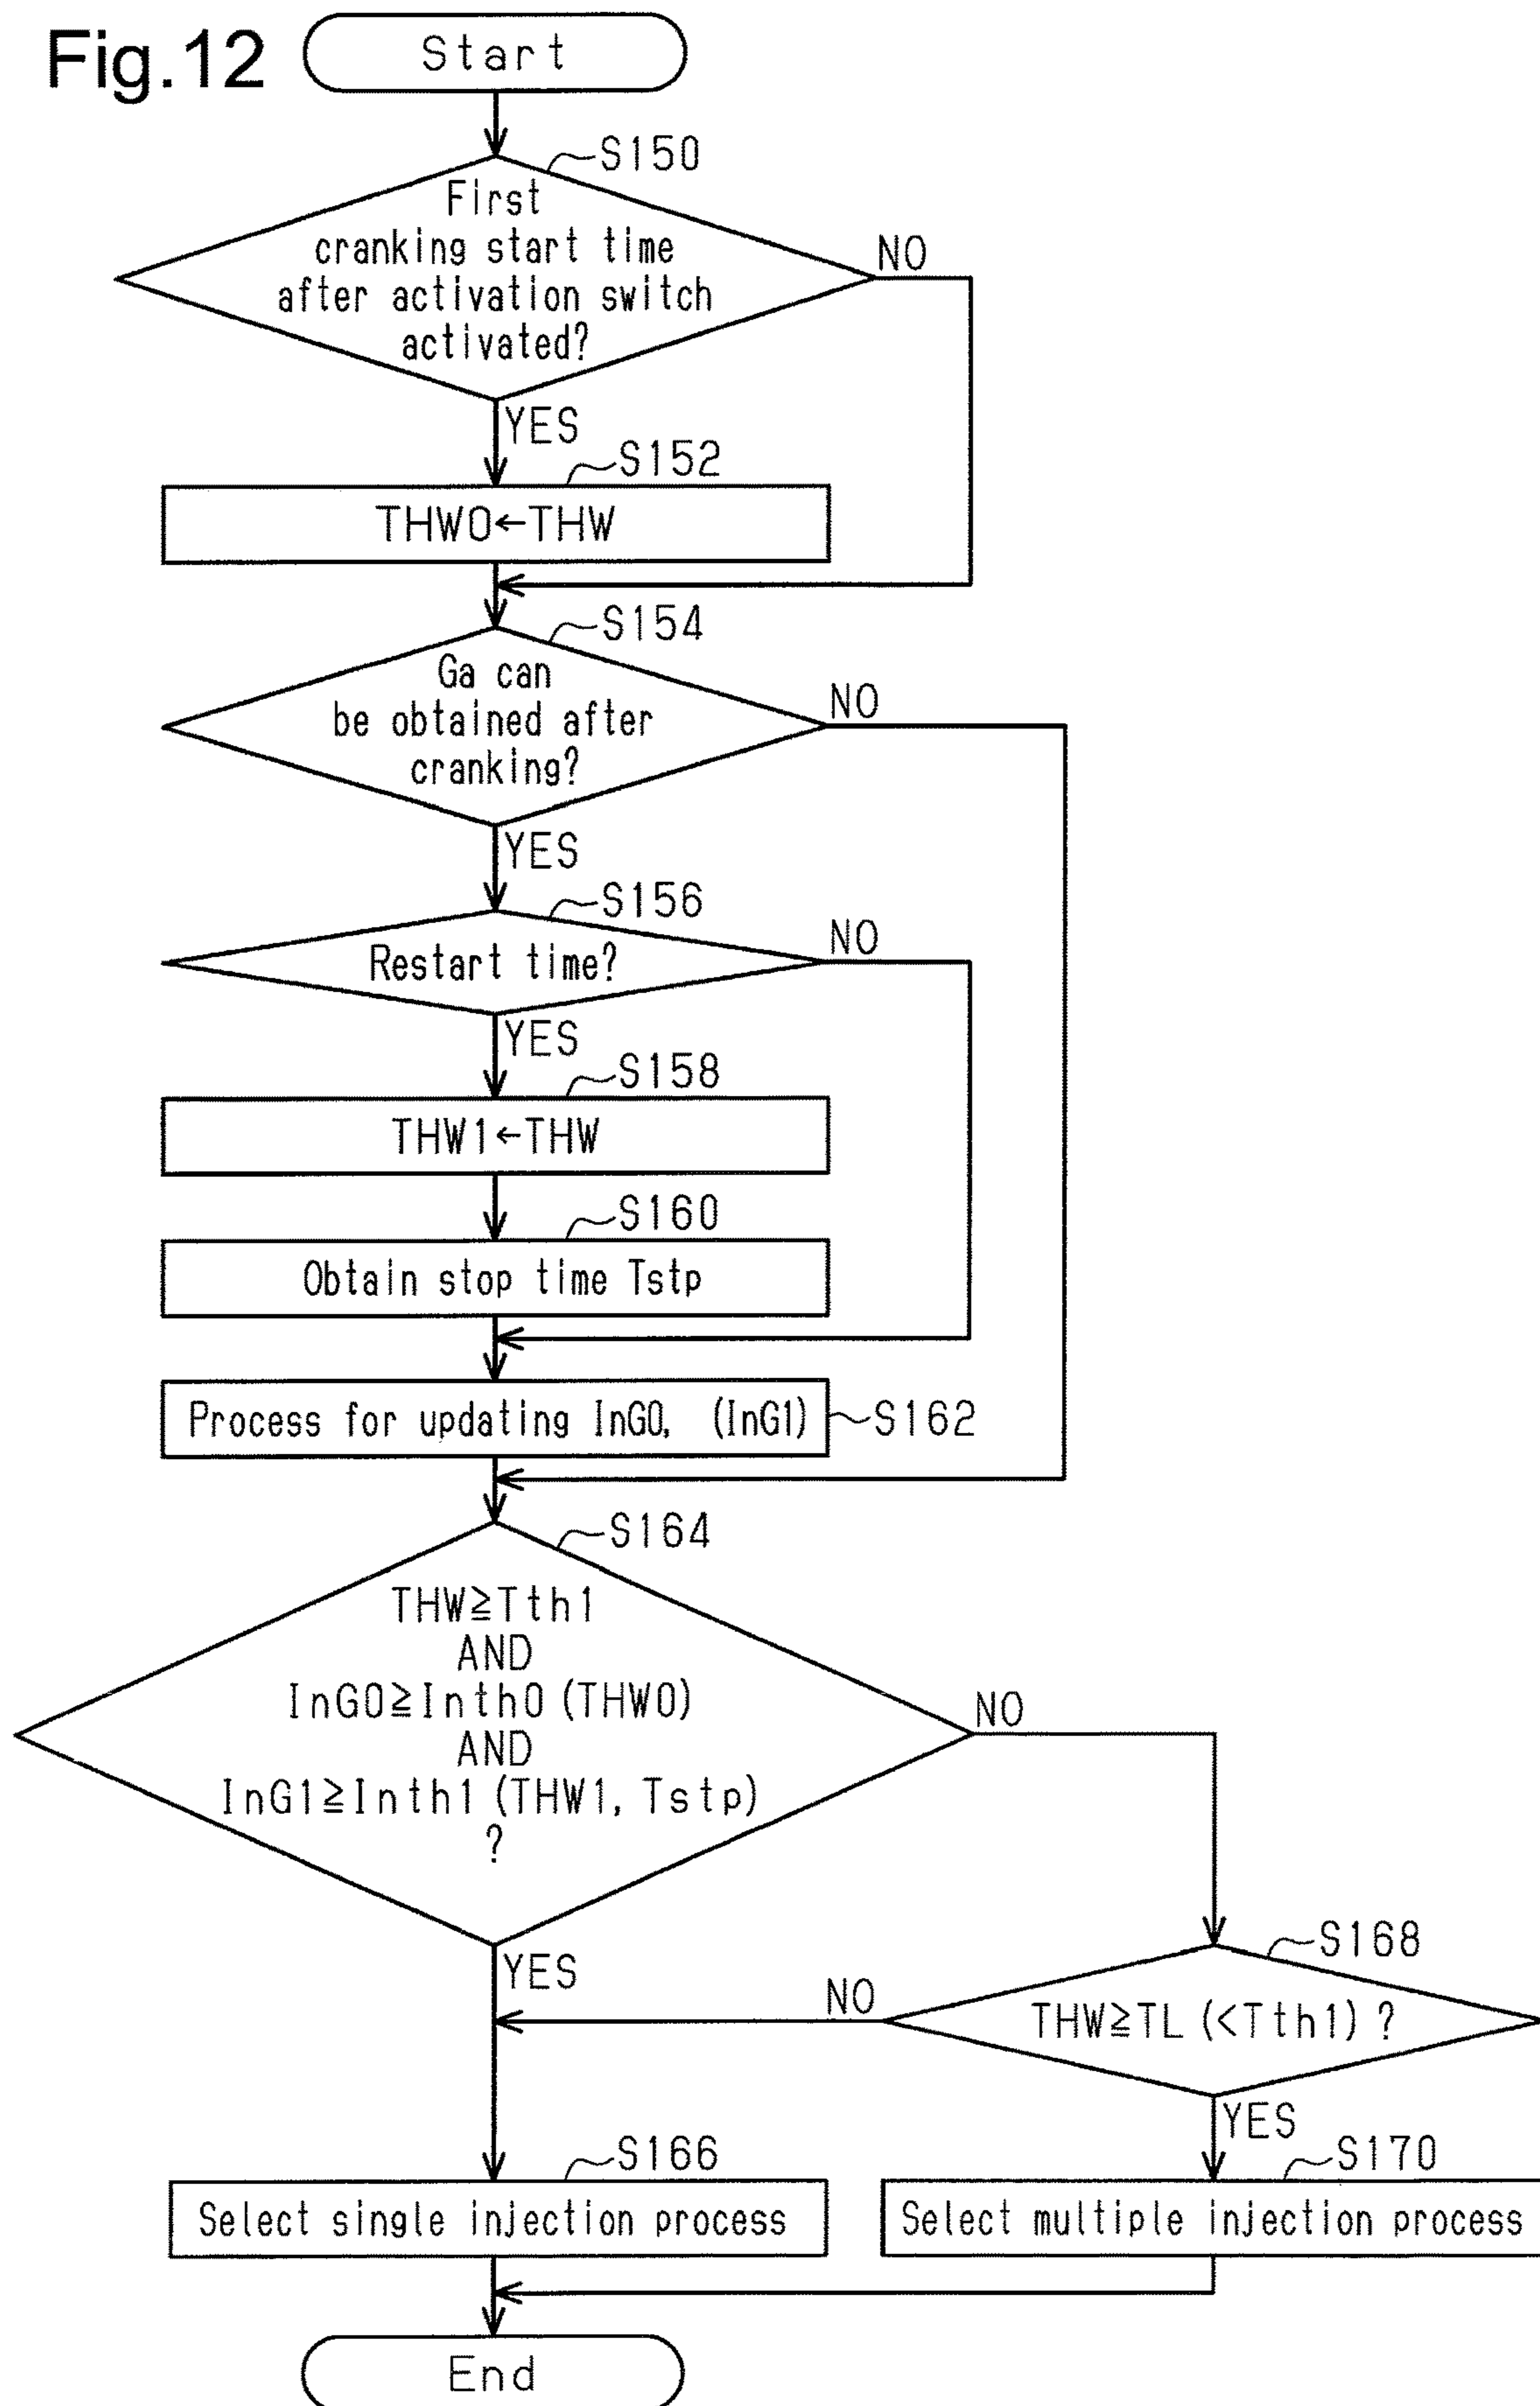 Fig.12
Start
S150
First
cranking start time
after activation switch
activated?
NO
YES
S152
THW0←THW
S154
Ga can
be obtained after
cranking?
NO
YES
S156
Restart time?
NO
YES
S158
THW1←THW
S160
Obtain stop time Tstp
Process for updating InG0, (InG1)
S162
S164
THW≧Tth1
AND
InG0≧Inth0 (THW0)
AND
InG1≧Inth1 (THW1, Tstp)
?
NO
YES
S168
THW≧TL (<Tth1) ?
NO
YES
S166
Select single injection process
S170
Select multiple injection process
End